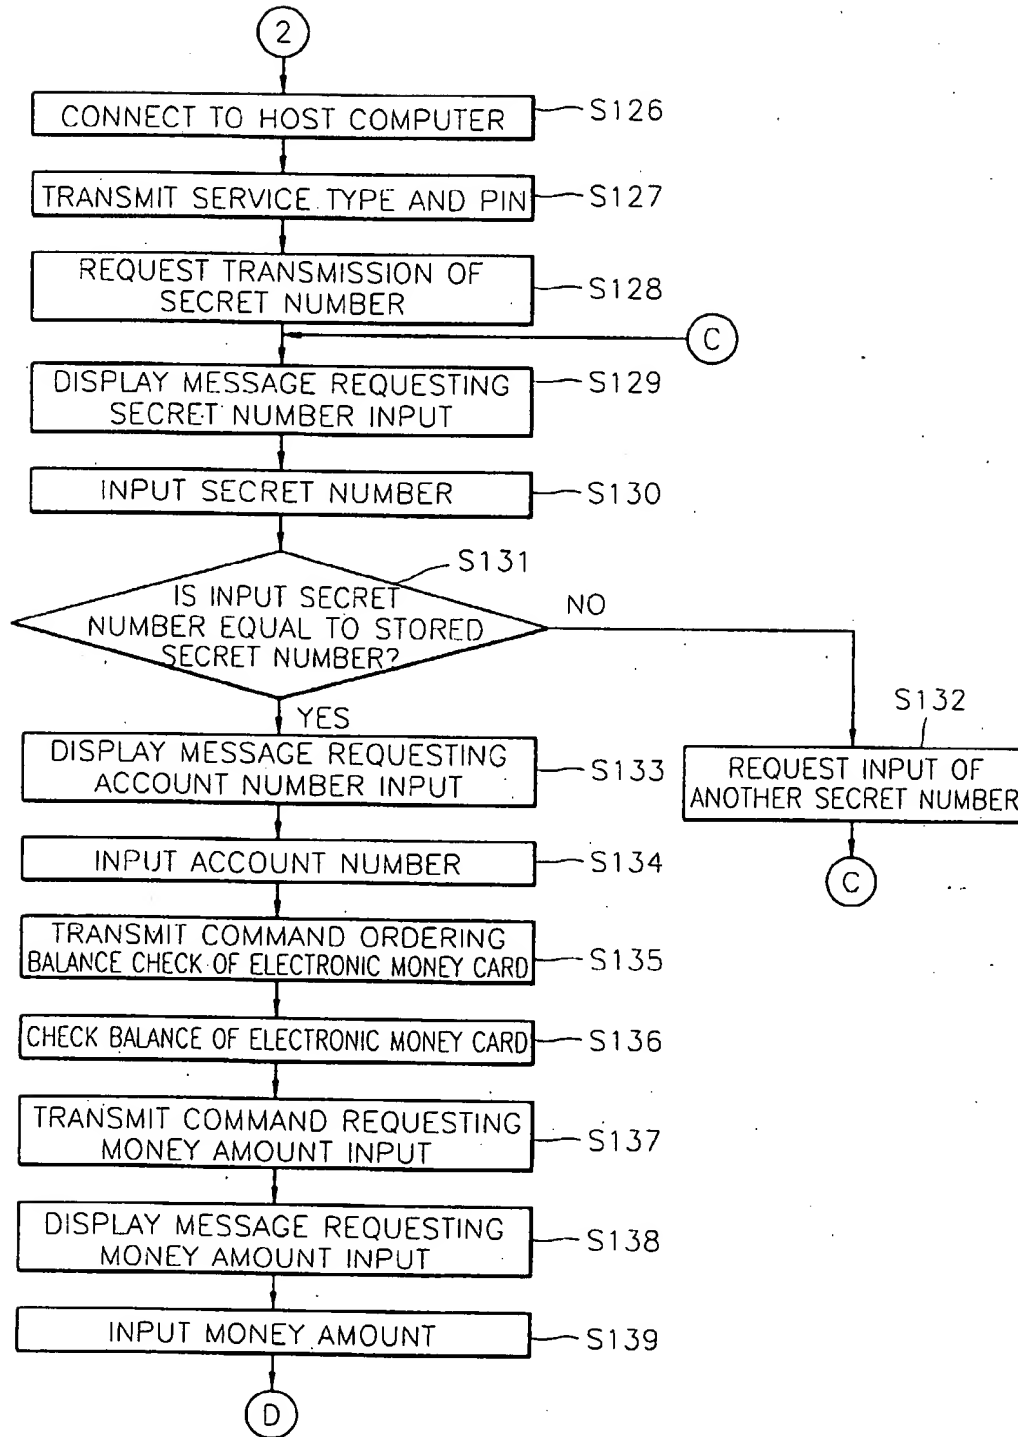 2
CONNECT TO HOST COMPUTER
S126
TRANSMIT SERVICE TYPE AND PIN
S127
REQUEST TRANSMISSION OF
SECRET NUMBER
S128
C
DISPLAY MESSAGE REQUESTING
SECRET NUMBER INPUT
S129
INPUT SECRET NUMBER
S130
S131
IS INPUT SECRET
NUMBER EQUAL TO STORED
SECRET NUMBER?
NO
YES
S132
REQUEST INPUT OF
ANOTHER SECRET NUMBER
C
DISPLAY MESSAGE REQUESTING
ACCOUNT NUMBER INPUT
S133
INPUT ACCOUNT NUMBER
S134
TRANSMIT COMMAND ORDERING
BALANCE CHECK OF ELECTRONIC MONEY CARD
S135
CHECK BALANCE OF ELECTRONIC MONEY CARD
S136
TRANSMIT COMMAND REQUESTING
MONEY AMOUNT INPUT
S137
DISPLAY MESSAGE REQUESTING
MONEY AMOUNT INPUT
S138
INPUT MONEY AMOUNT
S139
D